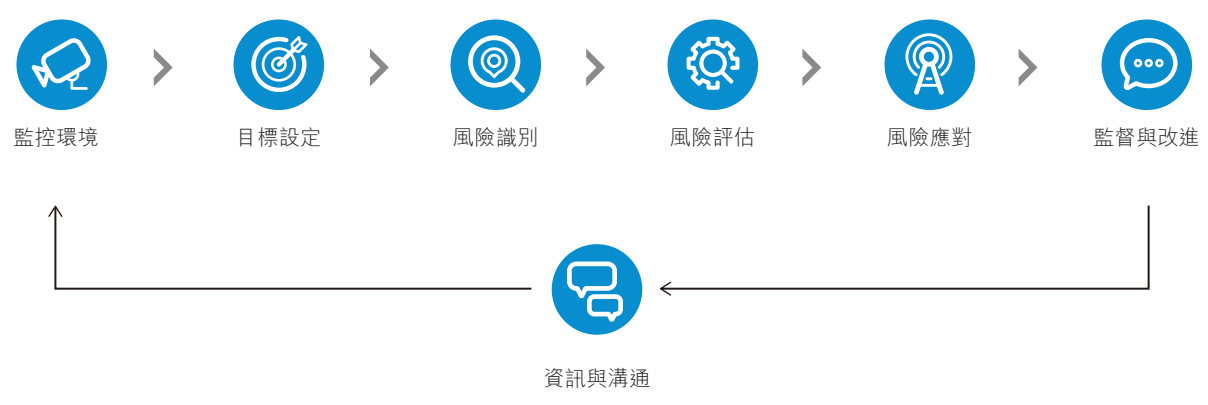 監控環境
目標設定
風險識別
風險評估
風險應對
監督與改進
資訊與溝通